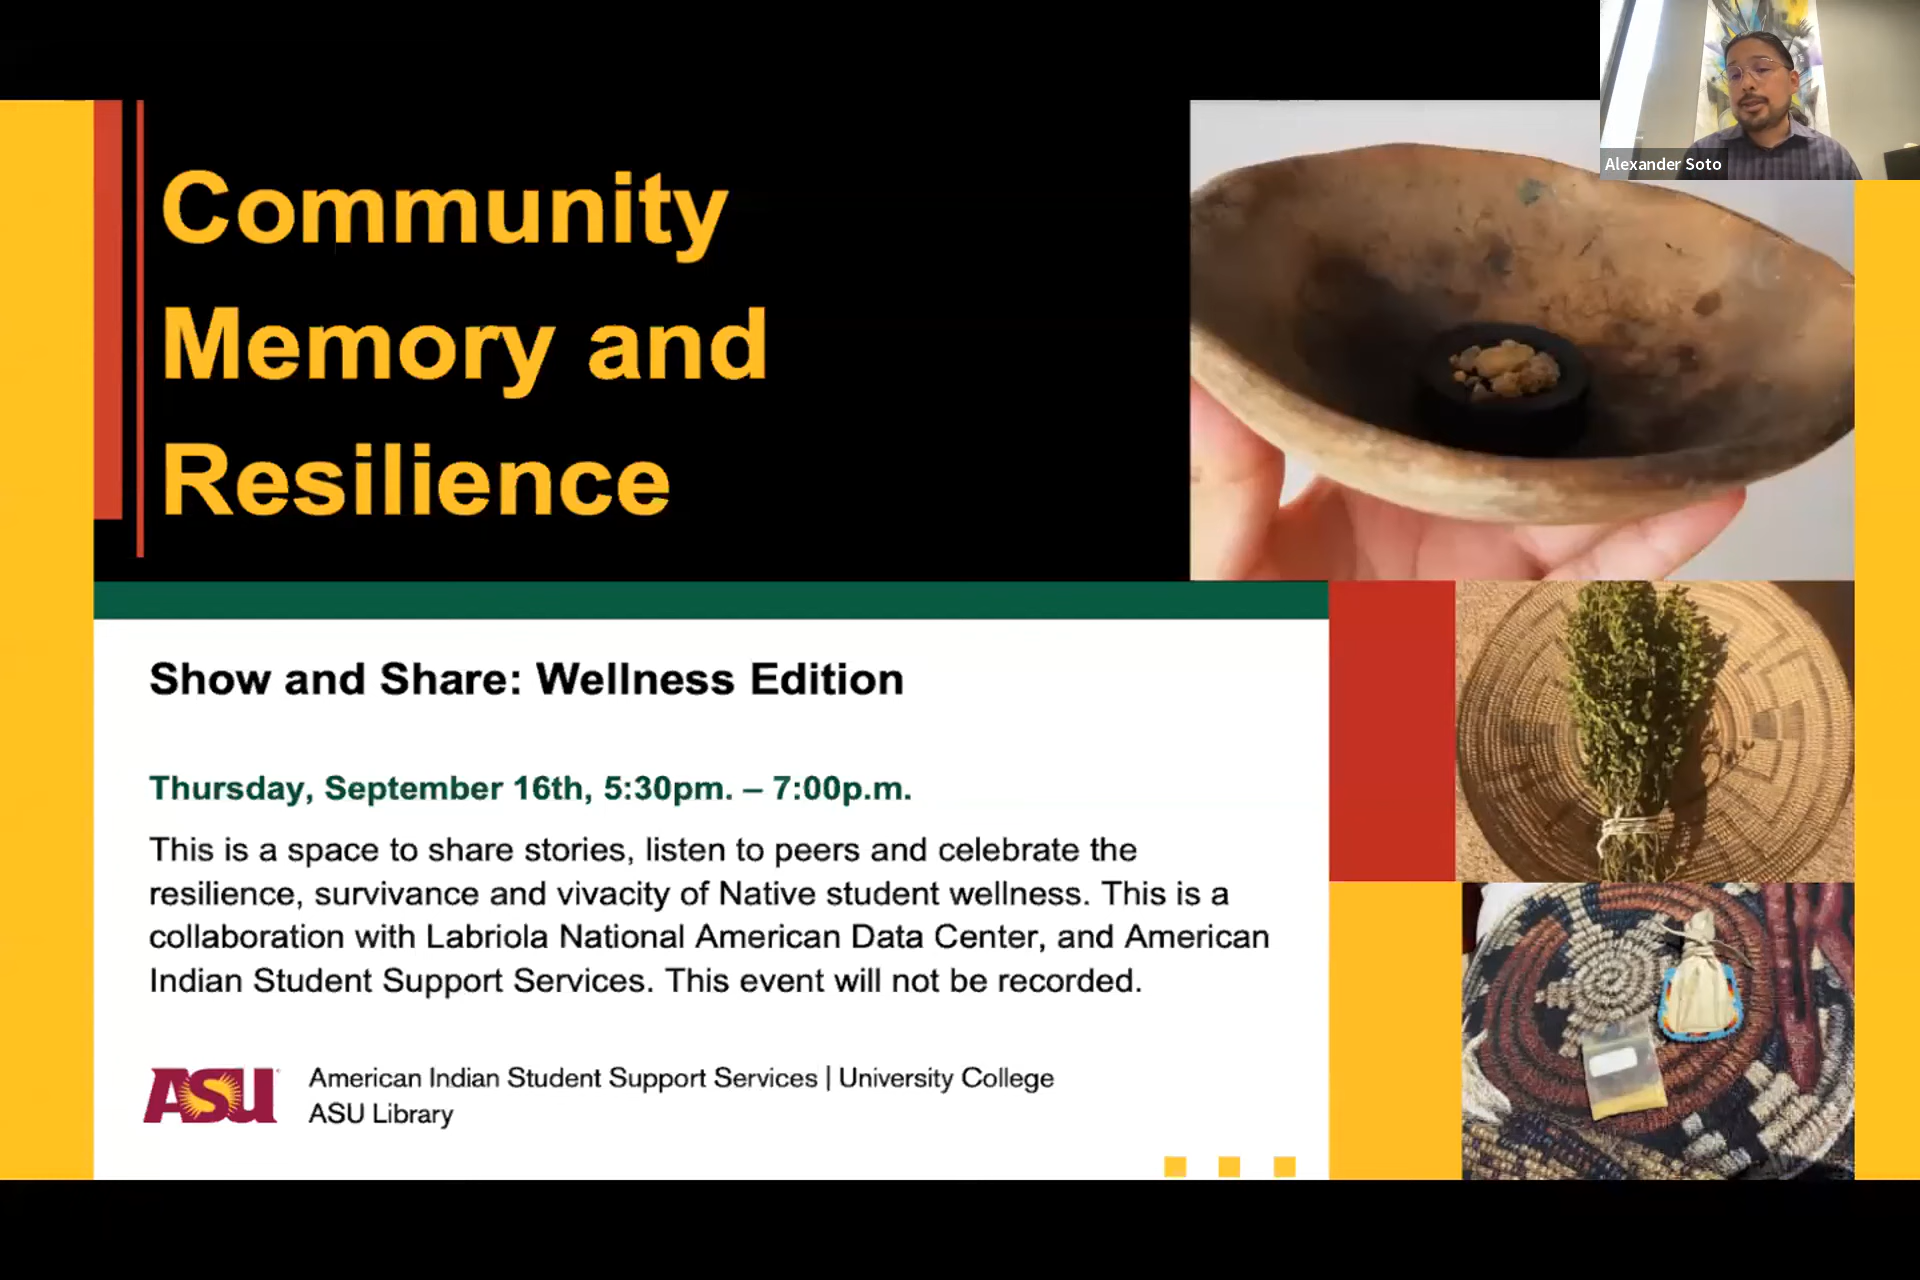 Alexander Soto
Community
Memory and
Resilience
Show and Share: Wellness Edition
Thursday, September 16th, 5:30pm. – 7:00p.m.
This is a space to share stories, listen to peers and celebrate the
resilience, survivance and vivacity of Native student wellness. This is a
collaboration with Labriola National American Data Center, and American
Indian Student Support Services. This event will not be recorded.
ASU
American Indian Student Support Services | University College
ASU Library